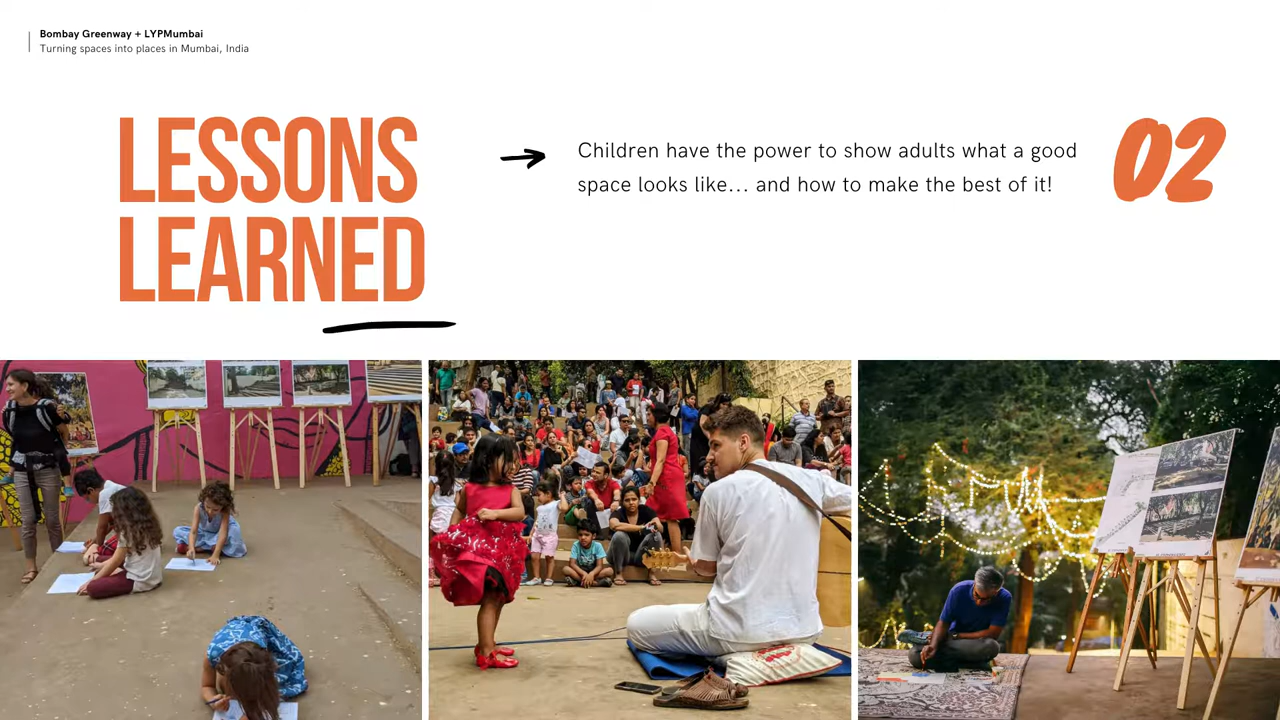 Bombay Greenway + LYPMumbai
Turning spaces into places in Mumbai, India
LESSONS
LEARNED
Children have the power to show adults what a good
space looks like... and how to make the best of it!
02